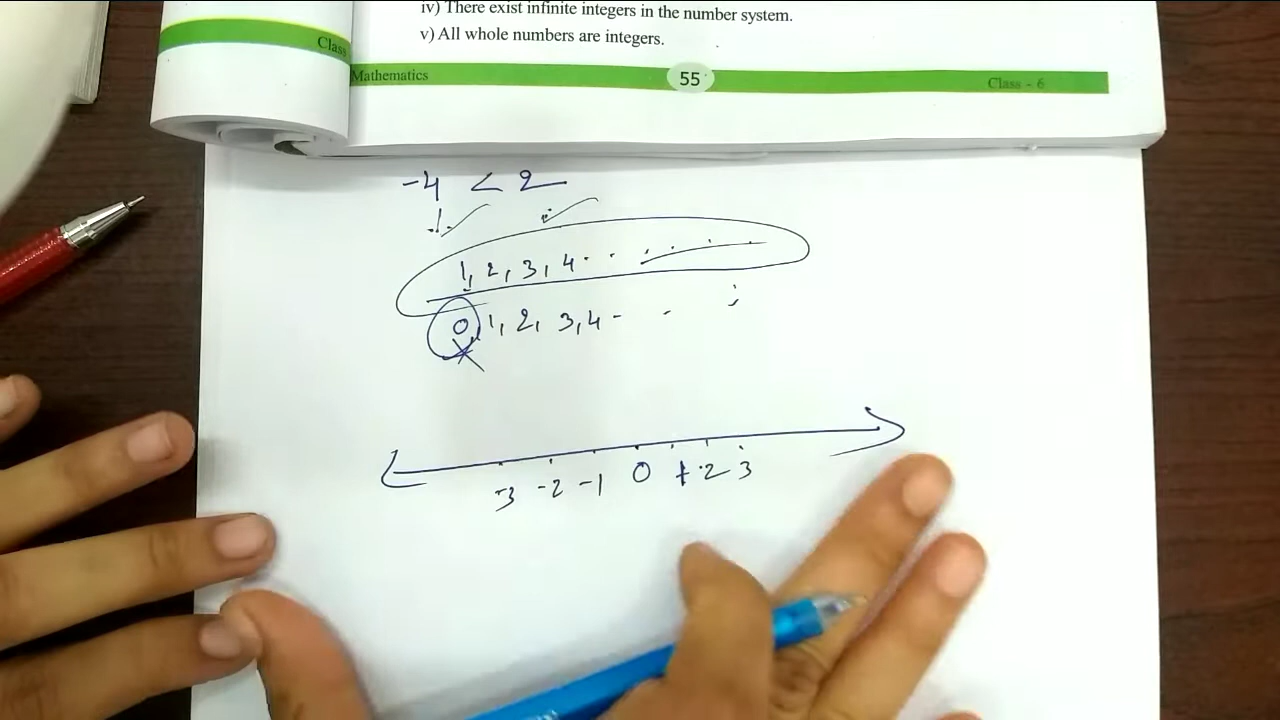 iv) There exist infinite integers in the number system.
v) All whole numbers are integers.
Class
Mathematics 55 Class - 6
-4 < 2
1, 2, 3, 4 . . . . . .
0, 1, 2, 3, 4 - -
-3 -2 -1 0 1 2 3